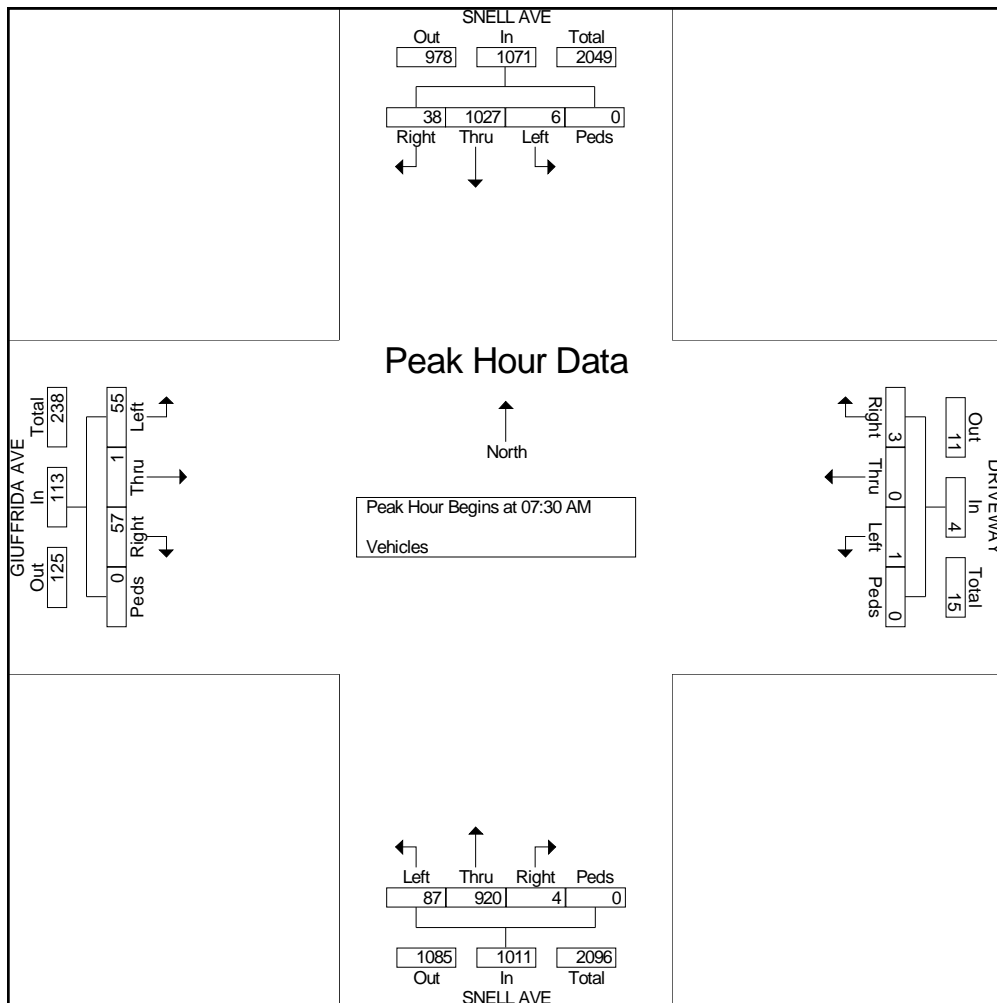 SNELL AVE
Out In Total
978 1071 2049
38 1027 6 0
Right Thru Left Peds
Peak Hour Data
North
Peak Hour Begins at 07:30 AM
Vehicles
GIUFFRIDA AVE
Out In Total
125 113 238
0 57 1 55
Peds Right Thru Left
DRIVEWAY
Out In Total
11 4 15
3 0 1 0
Right Thru Left Peds
Left Thru Right Peds
87 920 4 0
1085 1011 2096
Out In Total
SNELL AVE